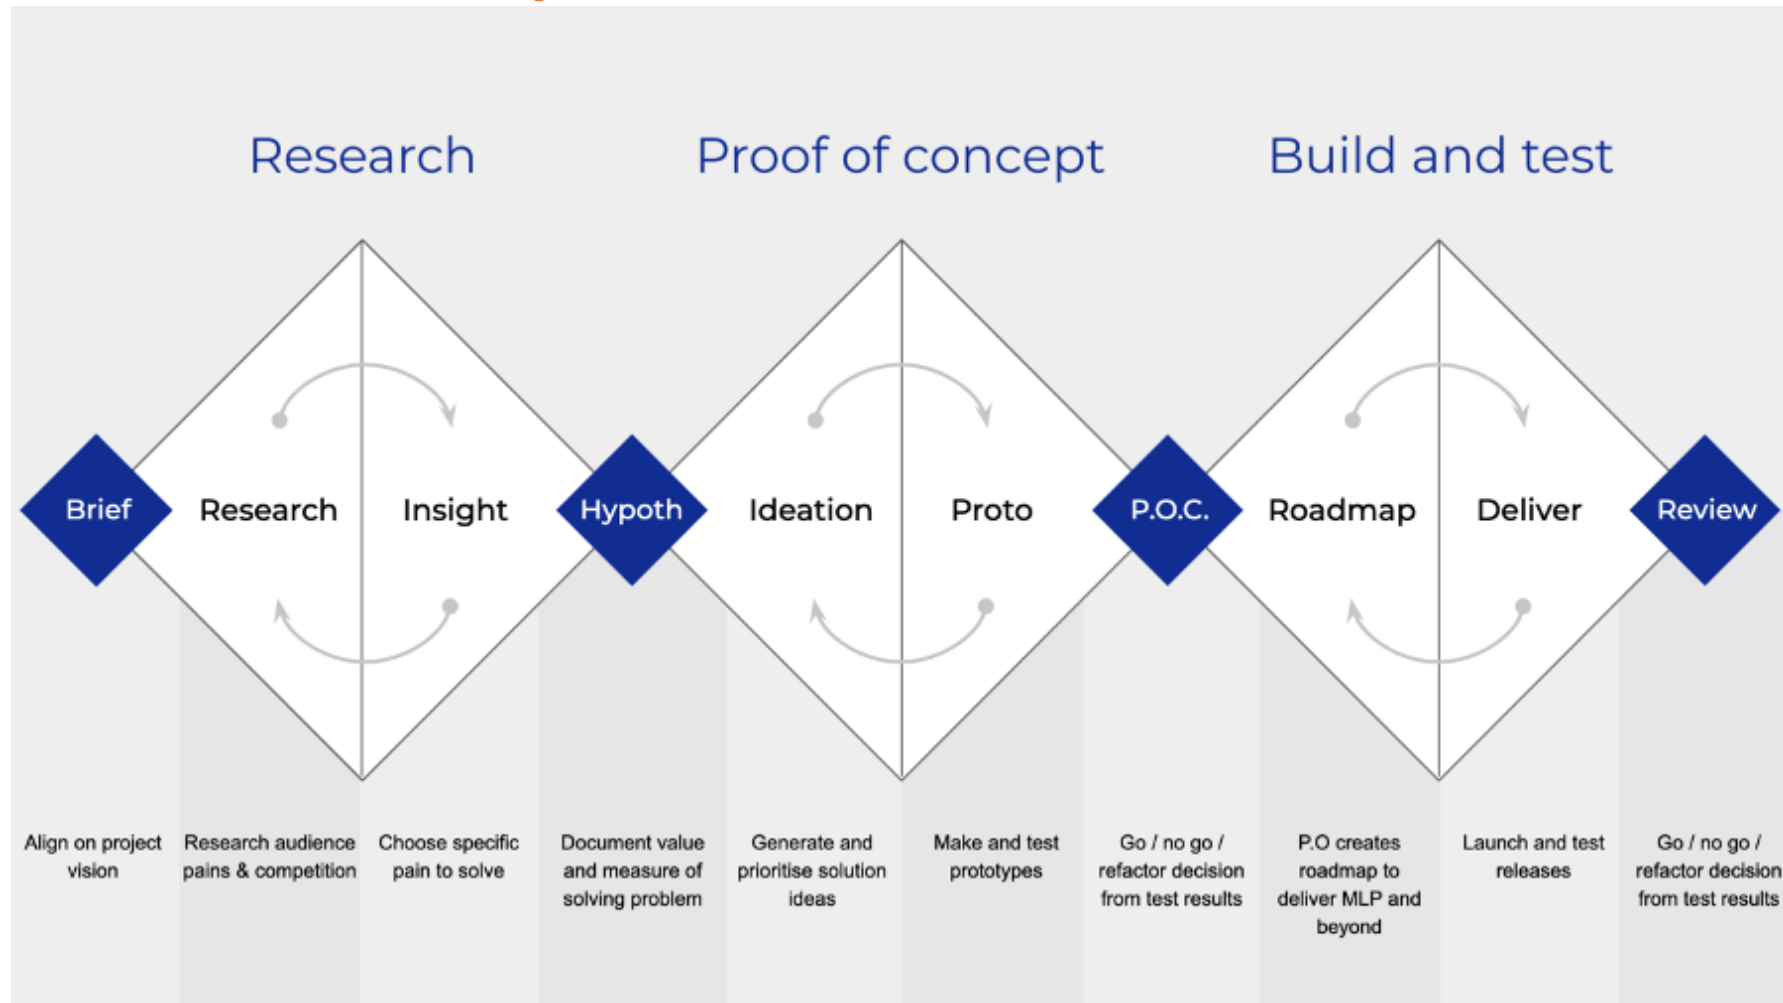 Research
Proof of concept
Build and test
Brief
Research
Insight
Hypoth
Ideation
Proto
P.O.C.
Roadmap
Deliver
Review
Align on project
vision
Research audience
pains & competition
Choose specific
pain to solve
Document value
and measure of
solving problem
Generate and
prioritise solution
ideas
Make and test
prototypes
Go / no go /
refactor decision
from test results
P.O creates
roadmap to
deliver MLP and
beyond
Launch and test
releases
Go / no go /
refactor decision
from test results